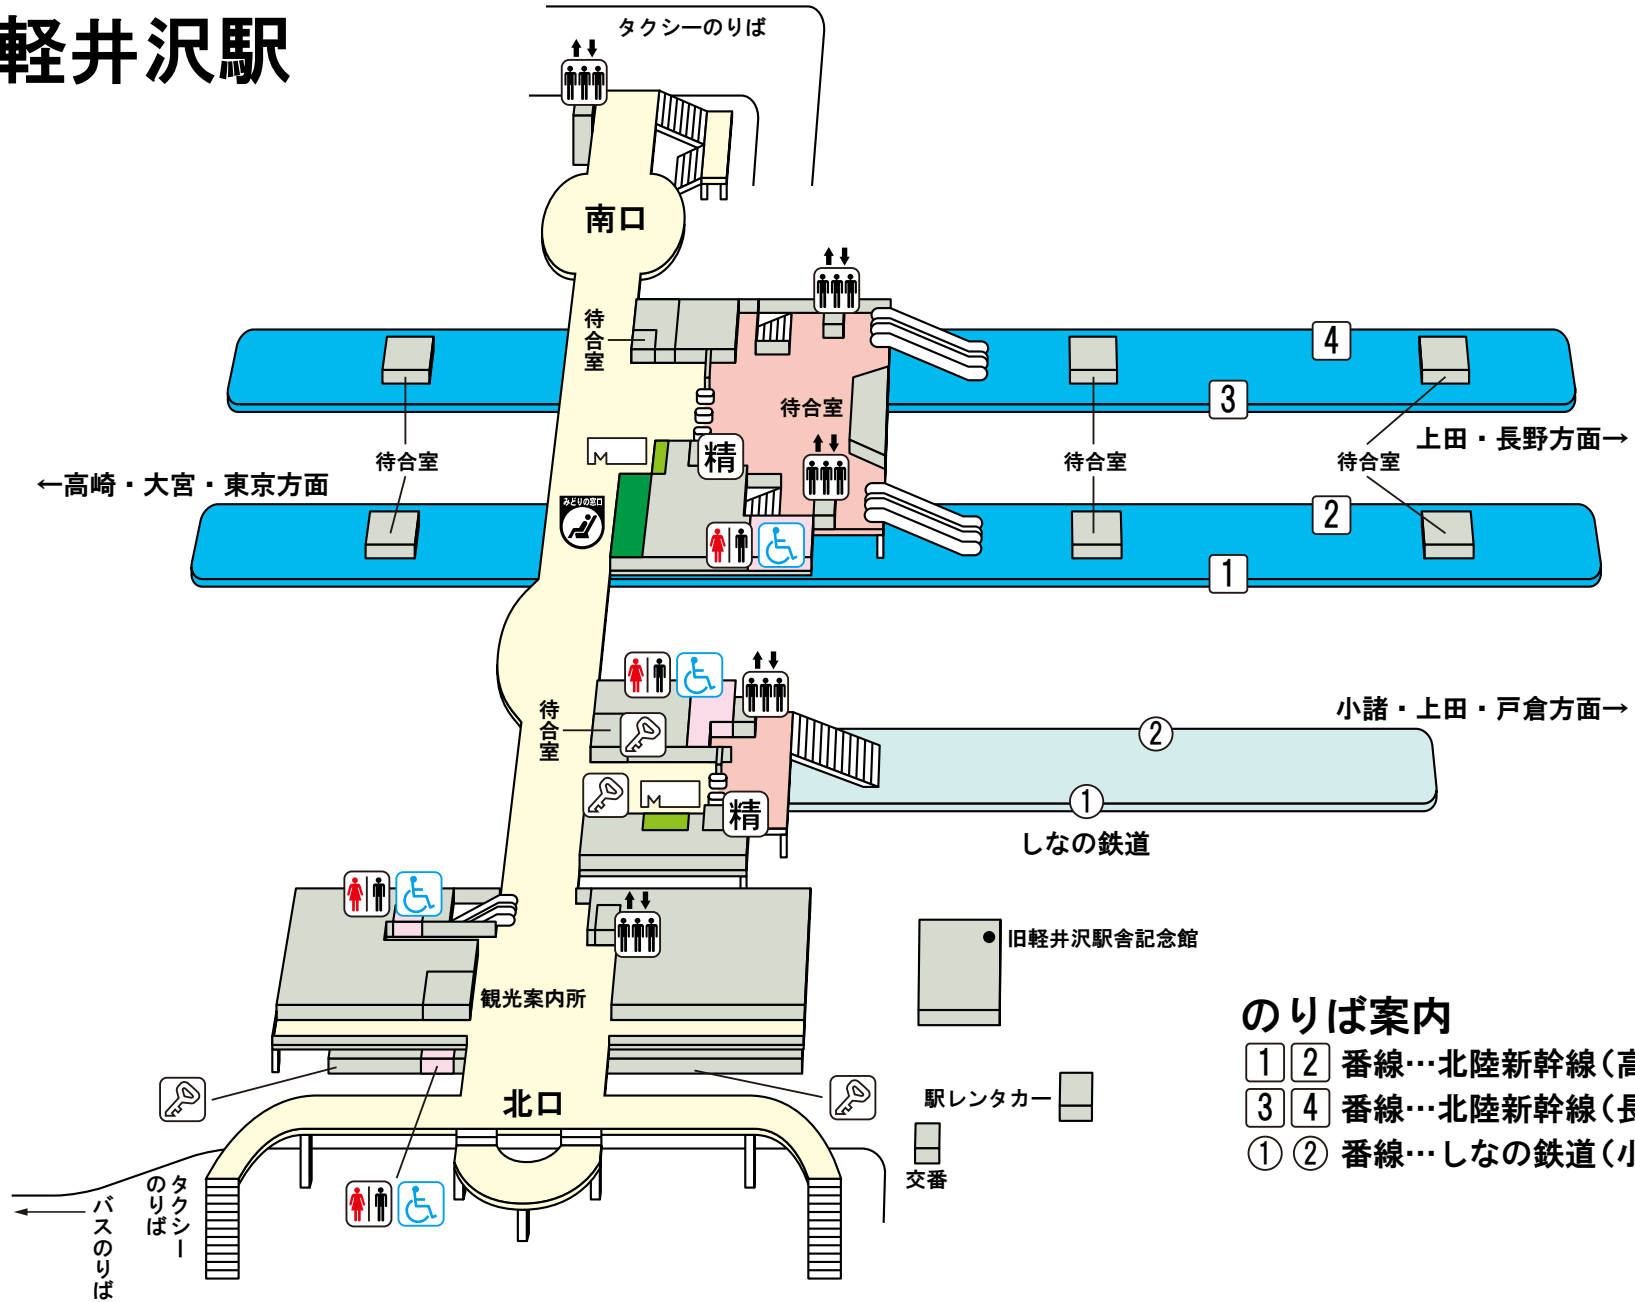 軽井沢駅
タクシーのりば
南口
待合室
4
3
待合室
上田・長野方面→
待合室
待合室
待合室
←高崎・大宮・東京方面
精
みどりの窓口
2
1
小諸・上田・戸倉方面→
待合室
②
①
精
しなの鉄道
旧軽井沢駅舎記念館
観光案内所
のりば案内
1 2 番線…北陸新幹線(高
3 4 番線…北陸新幹線(長
① ② 番線…しなの鉄道(小
北口
駅レンタカー
交番
タクシー
のりば
バスのりば